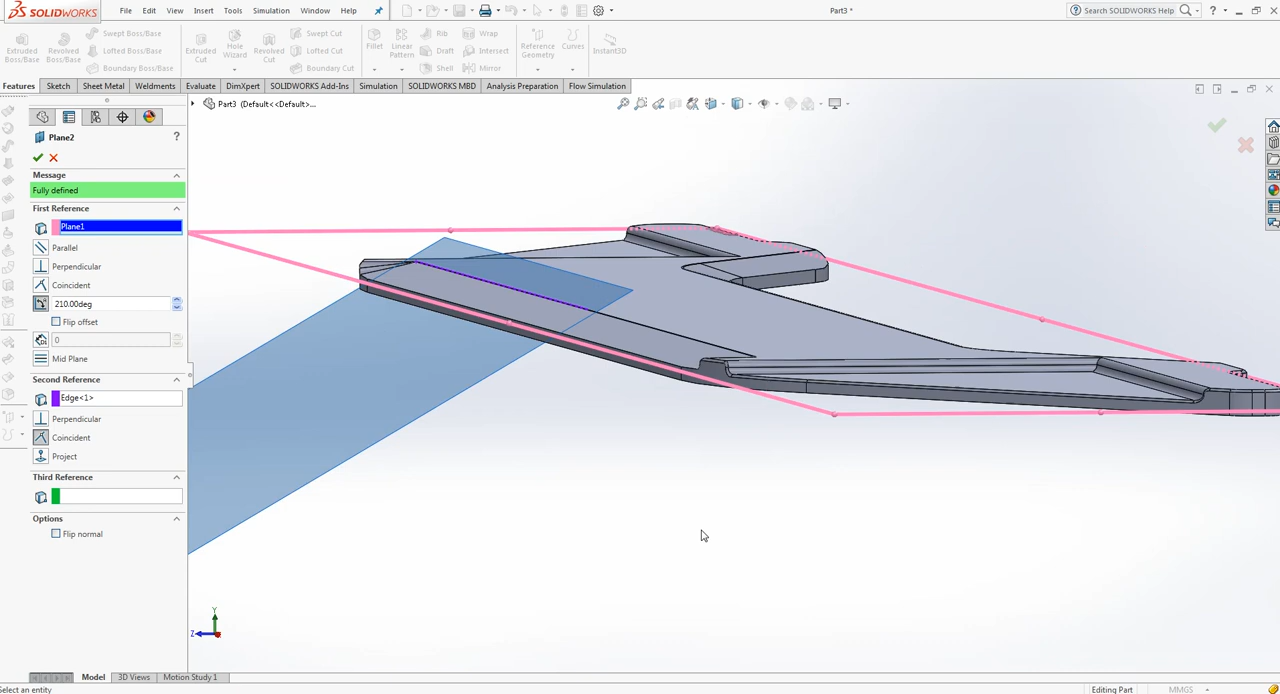 SOLIDWORKS File Edit View Insert Tools Simulation Window Help Part3 * Search SOLIDWORKS Help ?
Extruded Boss/Base
Revolved Boss/Base
Swept Boss/Base
Lofted Boss/Base
Boundary Boss/Base
Extruded Cut
Hole Wizard
Revolved Cut
Swept Cut
Lofted Cut
Boundary Cut
Fillet
Linear Pattern
Rib
Draft
Shell
Wrap
Intersect
Mirror
Reference Geometry
Curves
Instant3D
Features Sketch Sheet Metal Weldments Evaluate DimXpert SOLIDWORKS Add-Ins Simulation SOLIDWORKS MBD Analysis Preparation Flow Simulation
Part3 (Default<<Default>...
Plane2 ?
Message
Fully defined
First Reference
Plane1
Parallel
Perpendicular
Coincident
210.00deg
Flip offset
0
Mid Plane
Second Reference
Edge<1>
Perpendicular
Coincident
Project
Third Reference
Options
Flip normal
Y
Z
Model 3D Views Motion Study 1
Select an entity Editing Part MMGS